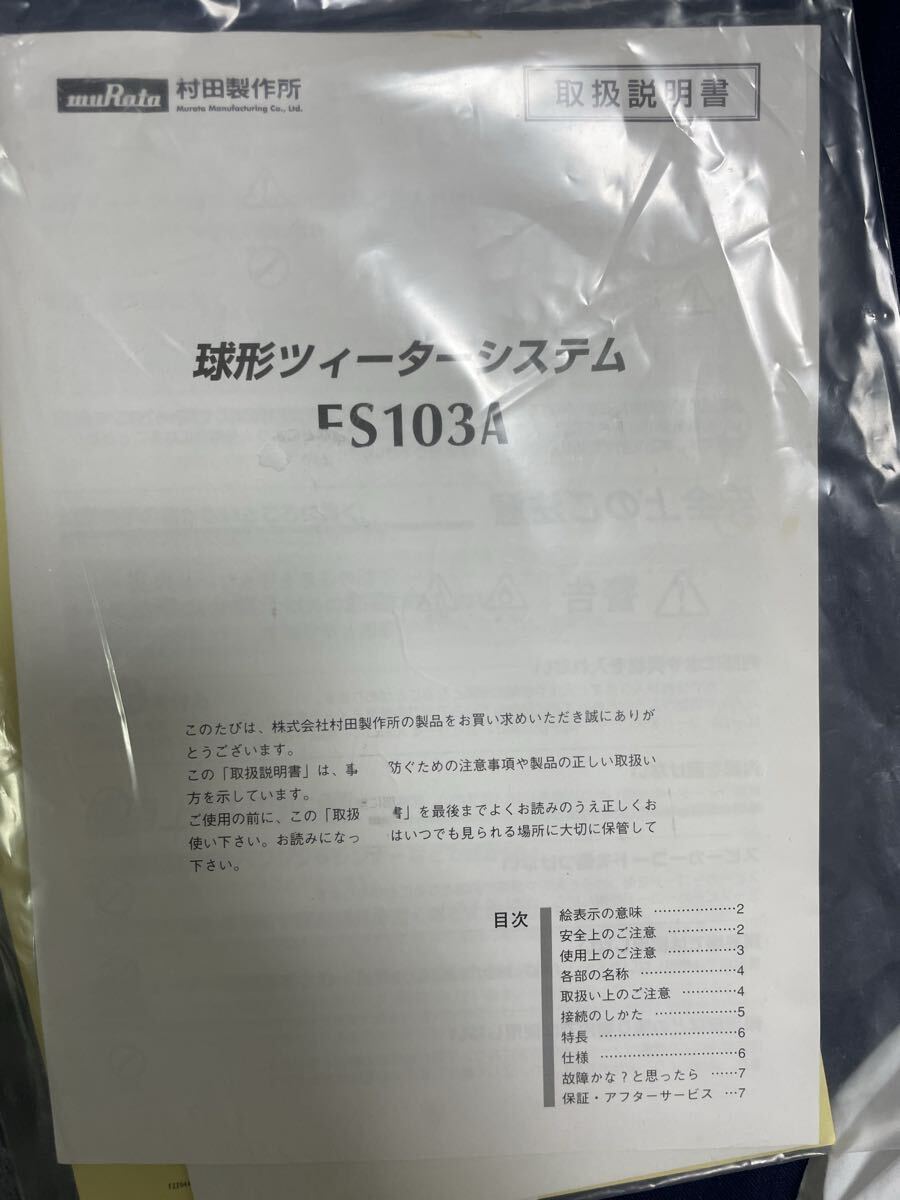 muRata 村田製作所
Murata Manufacturing Co., Ltd.
取扱説明書
球形ツィーターシステム
ES103A
このたびは、株式会社村田製作所の製品をお買い求めいただき誠にありが
とうございます。
この「取扱説明書」は、事 防ぐための注意事項や製品の正しい取扱い
方を示しています。
ご使用の前に、この「取扱 書」を最後までよくお読みのうえ正しくお
使い下さい。お読みになっ はいつでも見られる場所に大切に保管して
下さい。
目次
絵表示の意味 ………………2
安全上のご注意 ……………2
使用上のご注意 ……………3
各部の名称 …………………4
取扱い上のご注意 …………4
接続のしかた ………………5
特長 …………………………6
仕様 …………………………6
故障かな？と思ったら ……7
保証・アフターサービス …7